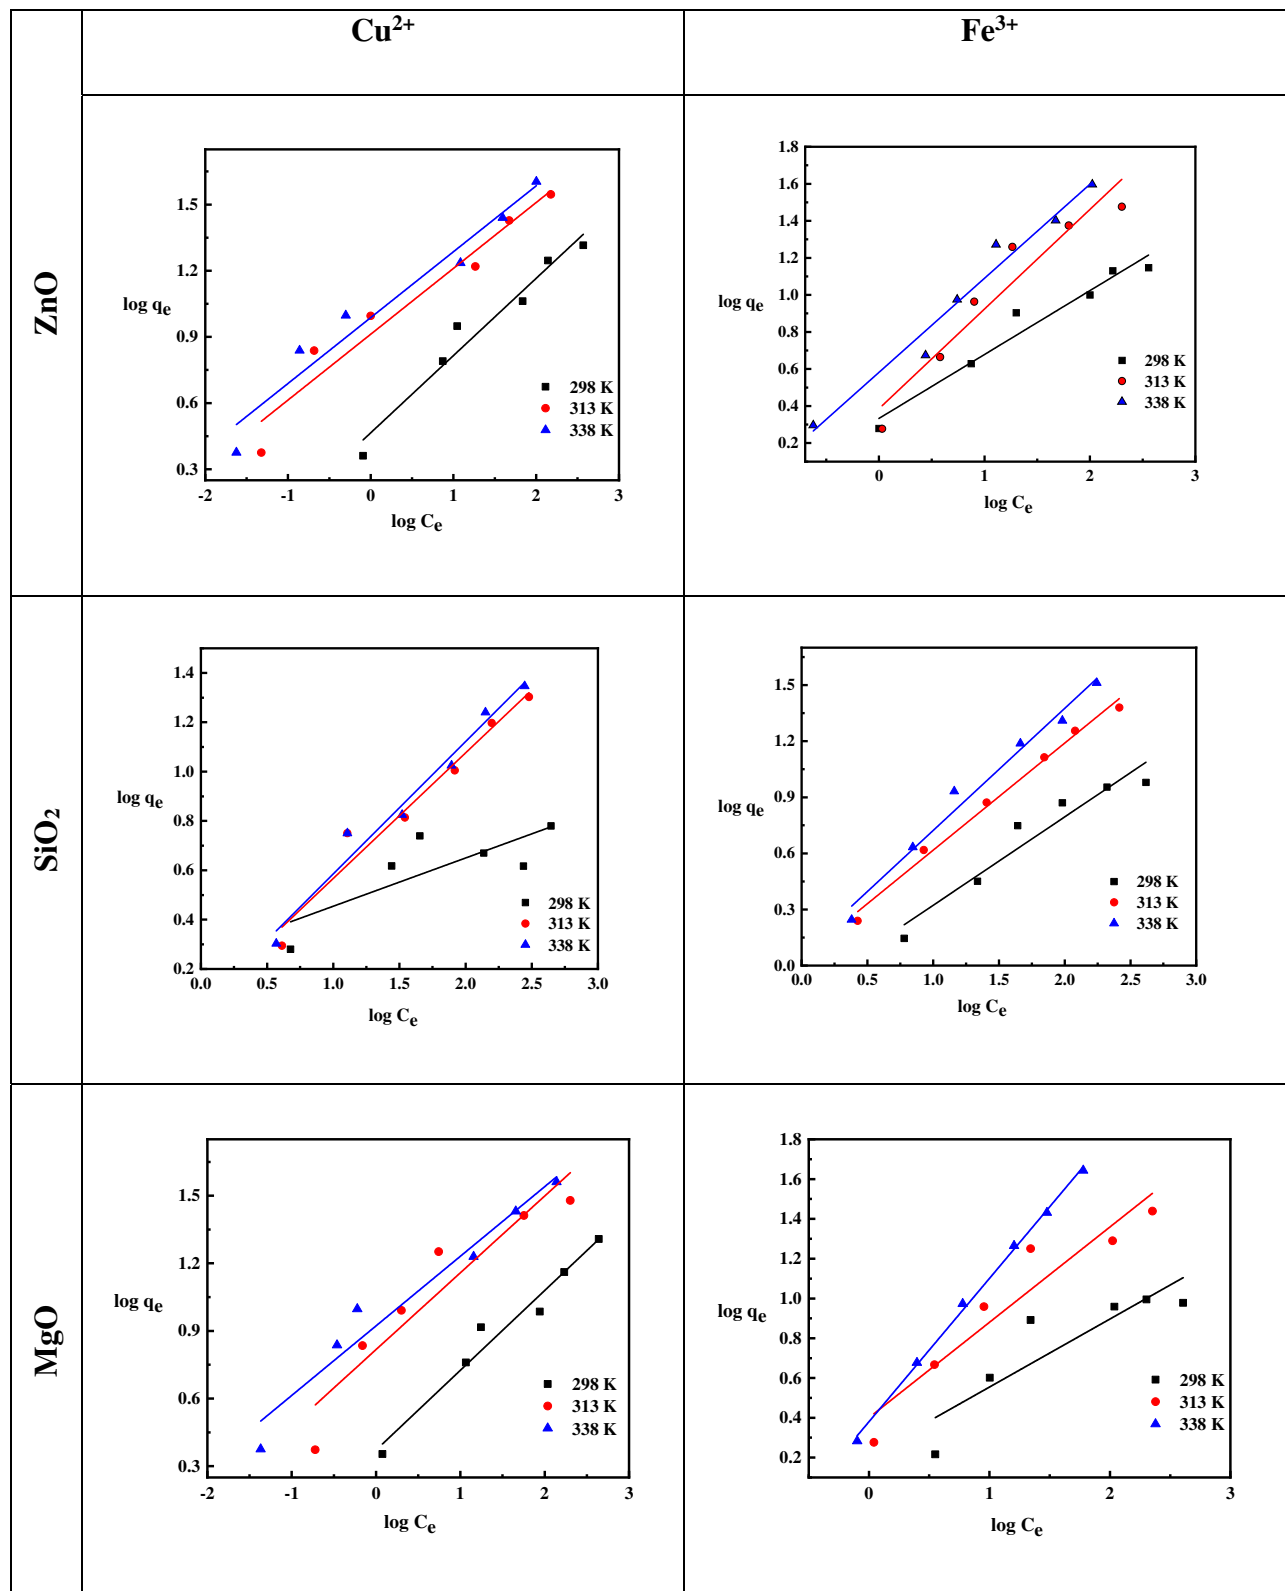 Cu2+ Fe3+
ZnO
log qe
1.5
1.2
0.9
0.6
0.3
-2 -1 0 1 2 3
log Ce
298 K
313 K
338 K
log qe
1.8
1.6
1.4
1.2
1.0
0.8
0.6
0.4
0.2
0 1 2 3
log Ce
298 K
313 K
338 K
SiO2
log qe
1.4
1.2
1.0
0.8
0.6
0.4
0.2
0.0 0.5 1.0 1.5 2.0 2.5 3.0
log Ce
298 K
313 K
338 K
log qe
1.5
1.2
0.9
0.6
0.3
0.0
0.0 0.5 1.0 1.5 2.0 2.5 3.0
log Ce
298 K
313 K
338 K
MgO
log qe
1.5
1.2
0.9
0.6
0.3
-2 -1 0 1 2 3
log Ce
298 K
313 K
338 K
log qe
1.8
1.6
1.4
1.2
1.0
0.8
0.6
0.4
0.2
0 1 2 3
log Ce
298 K
313 K
338 K